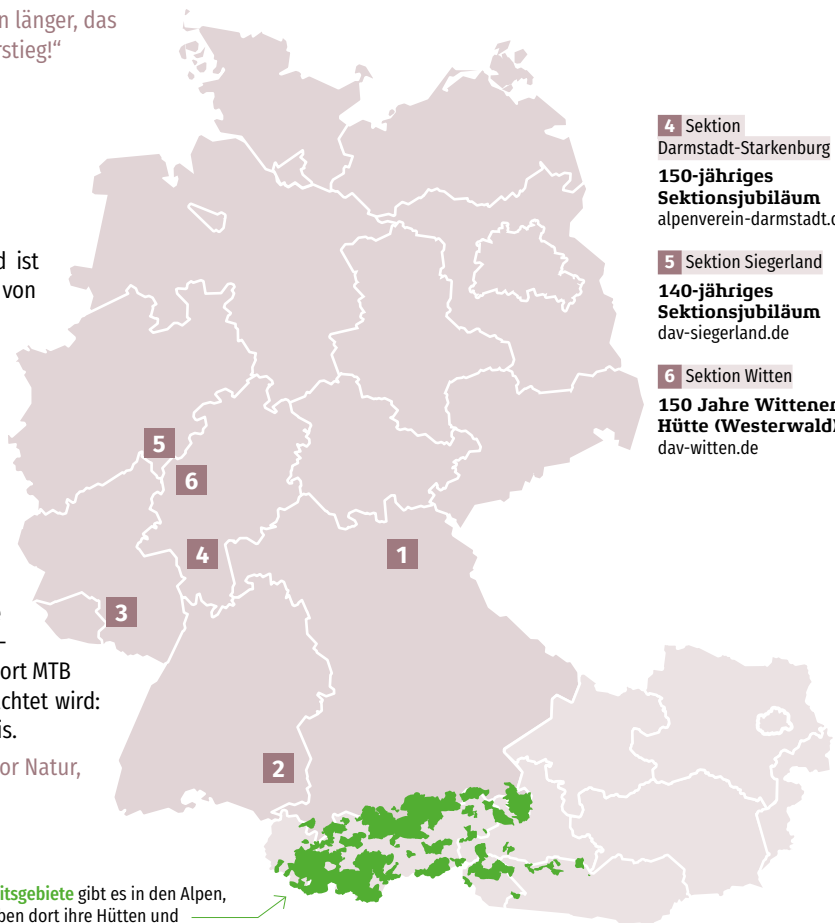 n länger, das
stieg!“
d ist
von
ort MTB
chtet wird:
is.
or Natur,
itsgebiete gibt es in den Alpen,
ben dort ihre Hütten und
5
6
4
1
3
2
4 Sektion
Darmstadt-Starkenburg
150-jähriges
Sektionsjubiläum
alpenverein-darmstadt.d
5 Sektion Siegerland
140-jähriges
Sektionsjubiläum
dav-siegerland.de
6 Sektion Witten
150 Jahre Wittener
Hütte (Westerwald)
dav-witten.de